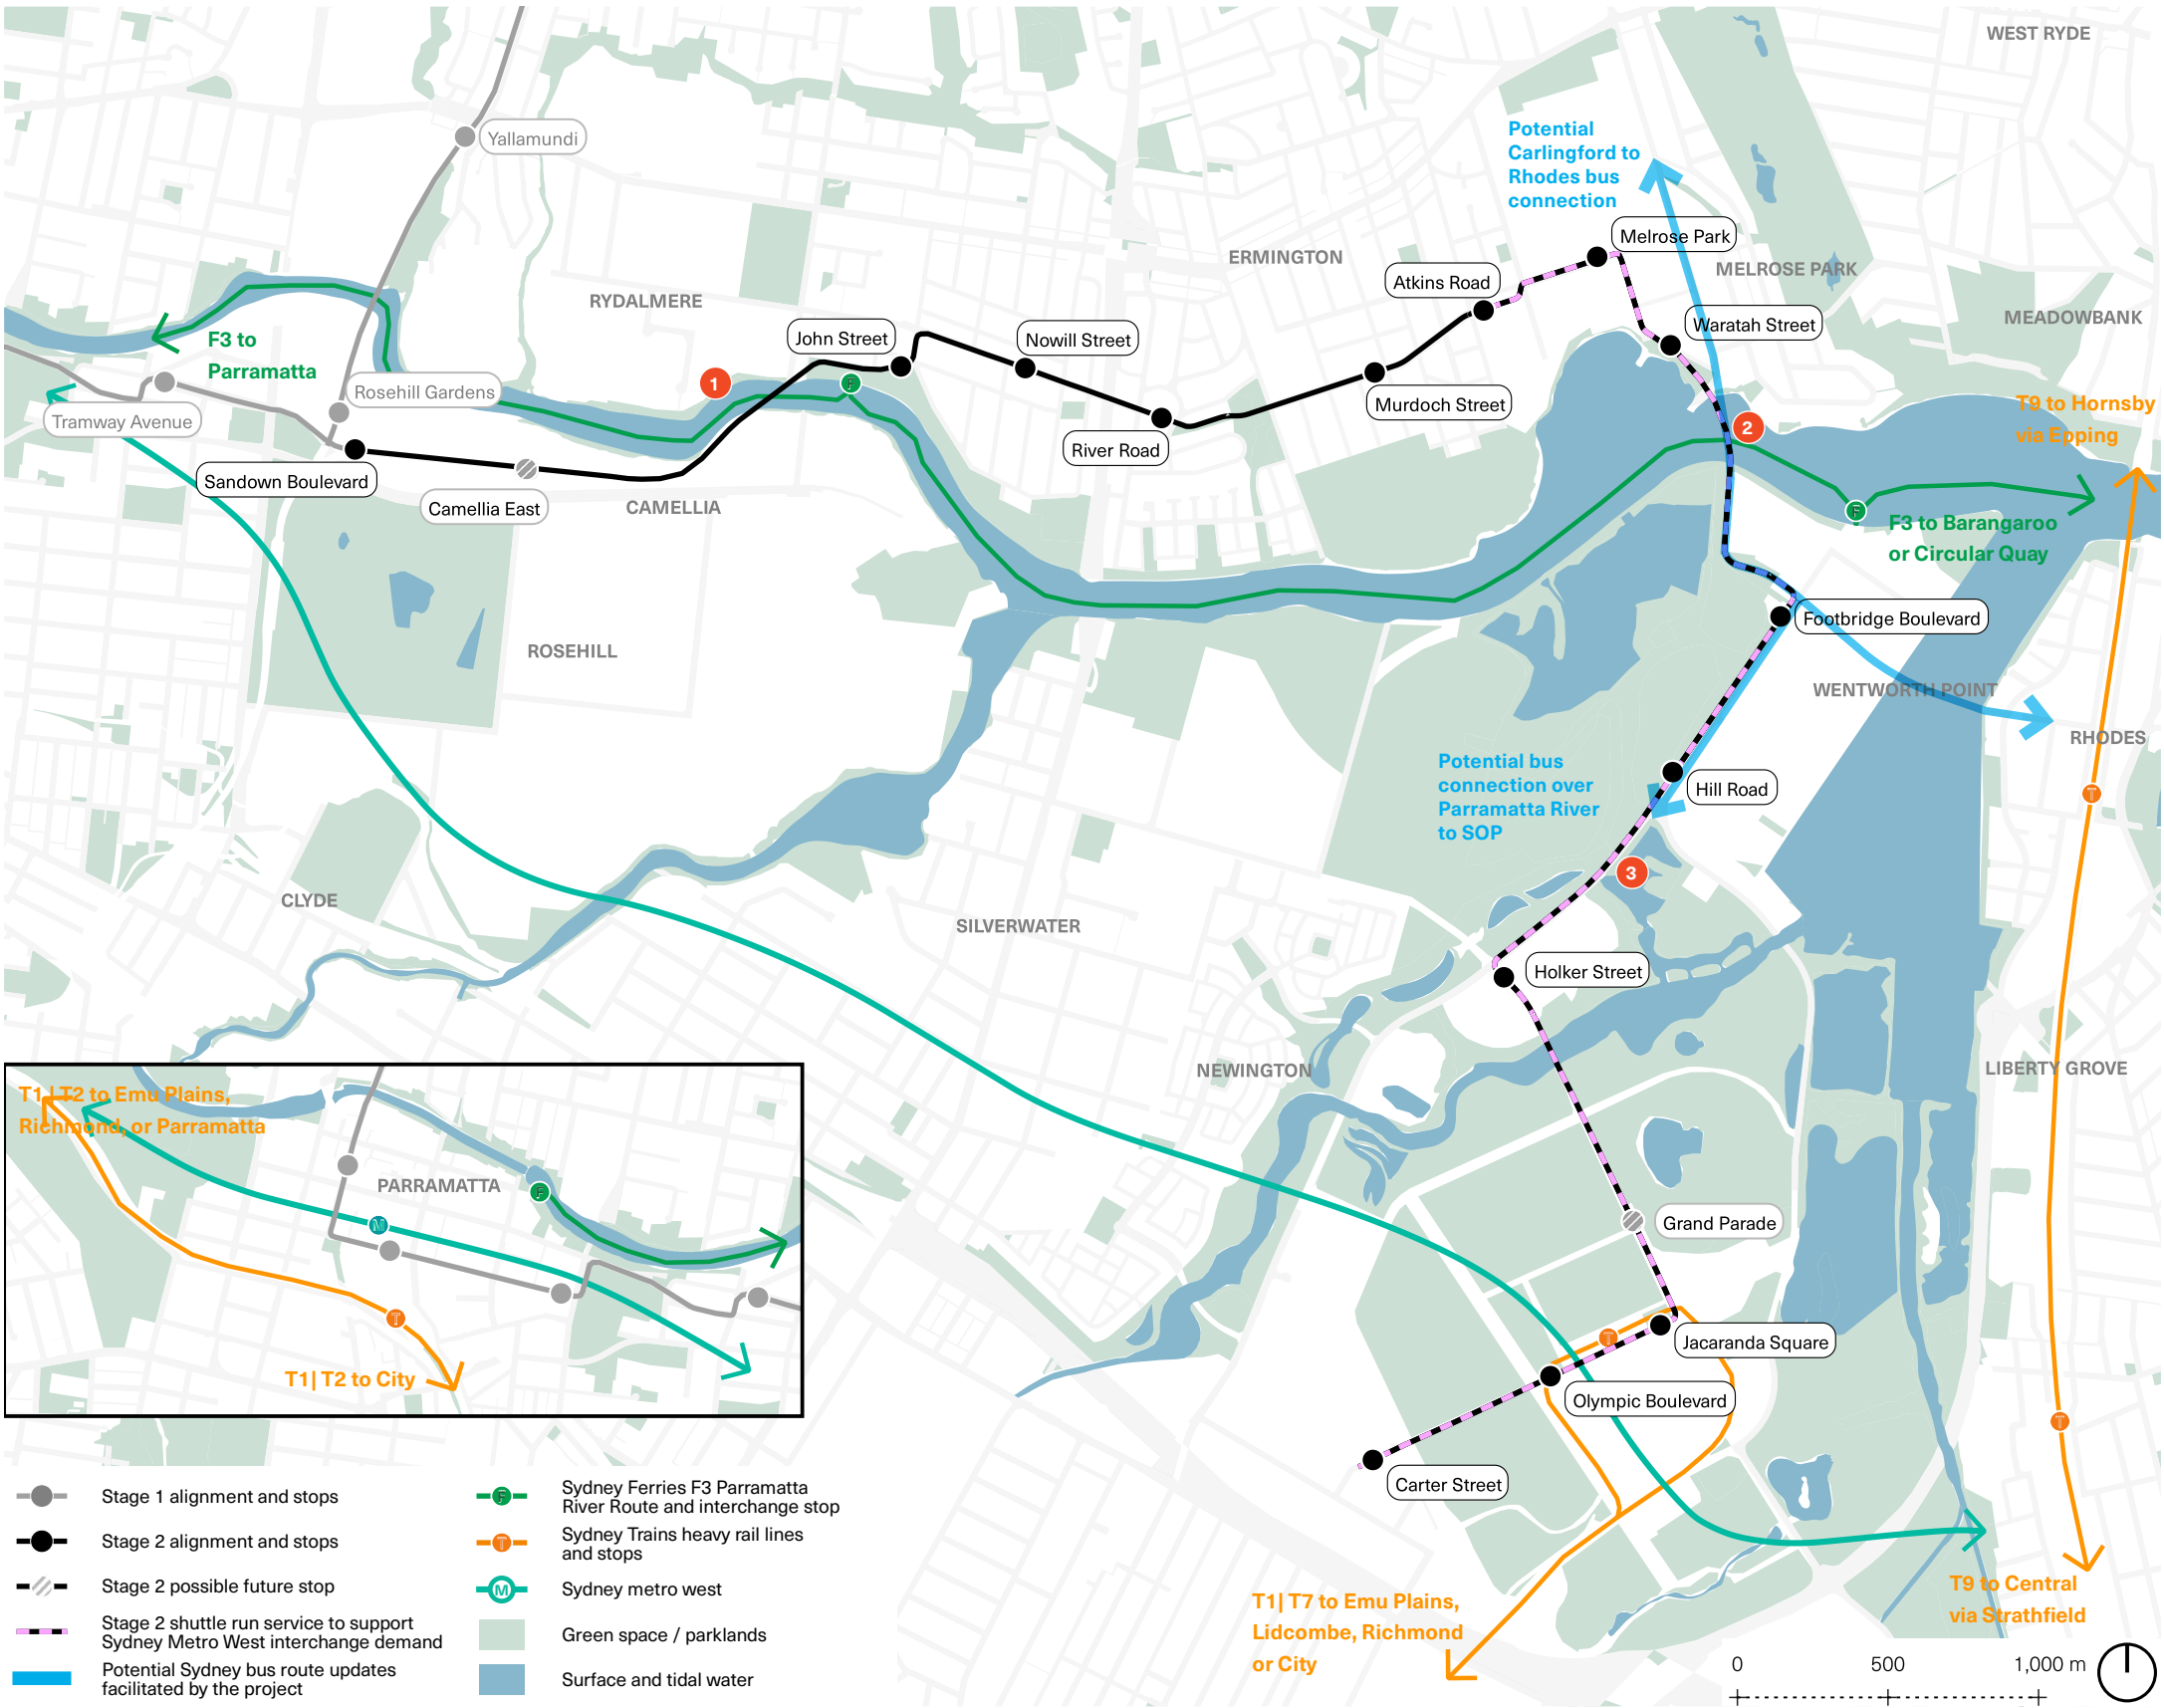 WEST RYDE
Potential
Carlingford to
Rhodes bus
connection
Yallamundi
Melrose Park
ERMINGTON
MELROSE PARK
Atkins Road
RYDALMERE
MEADOWBANK
Waratah Street
John Street
Nowill Street
F3 to
Parramatta
1
F
Rosehill Gardens
Murdoch Street
T9 to Hornsby
via Epping
Tramway Avenue
2
River Road
Sandown Boulevard
Camellia East
CAMELLIA
F
F3 to Barangaroo
or Circular Quay
Footbridge Boulevard
ROSEHILL
WENTWORTH POINT
RHODES
Potential bus
connection over
Parramatta River
to SOP
Hill Road
T
3
CLYDE
SILVERWATER
Holker Street
NEWINGTON
LIBERTY GROVE
T1| T2 to Emu Plains,
Richmond, or Parramatta
PARRAMATTA
F
M
T
T1| T2 to City
Grand Parade
T
Jacaranda Square
Olympic Boulevard
T
Carter Street
T1| T7 to Emu Plains,
Lidcombe, Richmond
or City
T9 to Central
via Strathfield
Stage 1 alignment and stops
Stage 2 alignment and stops
Stage 2 possible future stop
Stage 2 shuttle run service to support
Sydney Metro West interchange demand
Potential Sydney bus route updates
facilitated by the project
F
Sydney Ferries F3 Parramatta
River Route and interchange stop
T
Sydney Trains heavy rail lines
and stops
M
Sydney metro west
Green space / parklands
Surface and tidal water
0 500 1,000 m